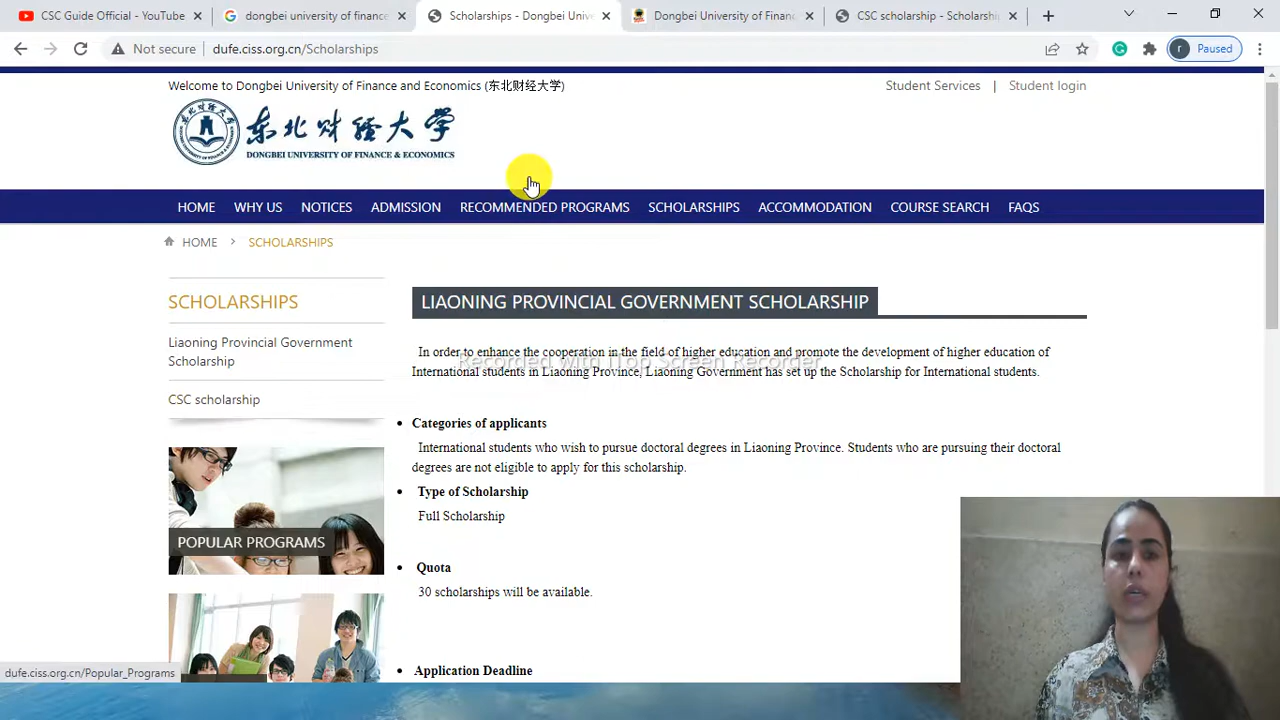 CSC Guide Official - YouTube
dongbei university of finance
Scholarships - Dongbei Unive
Dongbei University of Financ
CSC scholarship - Scholarship
Not secure
dufe.ciss.org.cn/Scholarships
r
Paused
Welcome to Dongbei University of Finance and Economics (东北财经大学)
Student Services | Student login
东北财经大学
DONGBEI UNIVERSITY OF FINANCE & ECONOMICS
HOME WHY US NOTICES ADMISSION RECOMMENDED PROGRAMS SCHOLARSHIPS ACCOMMODATION COURSE SEARCH FAQS
HOME > SCHOLARSHIPS
SCHOLARSHIPS
Liaoning Provincial Government
Scholarship
CSC scholarship
POPULAR PROGRAMS
LIAONING PROVINCIAL GOVERNMENT SCHOLARSHIP
In order to enhance the cooperation in the field of higher education and promote the development of higher education of
International students in Liaoning Province, Liaoning Government has set up the Scholarship for International students.
Recorded with iTop Screen Recorder
• Categories of applicants
International students who wish to pursue doctoral degrees in Liaoning Province. Students who are pursuing their doctoral
degrees are not eligible to apply for this scholarship.
• Type of Scholarship
Full Scholarship
• Quota
30 scholarships will be available.
• Application Deadline
dufe.ciss.org.cn/Popular_Programs